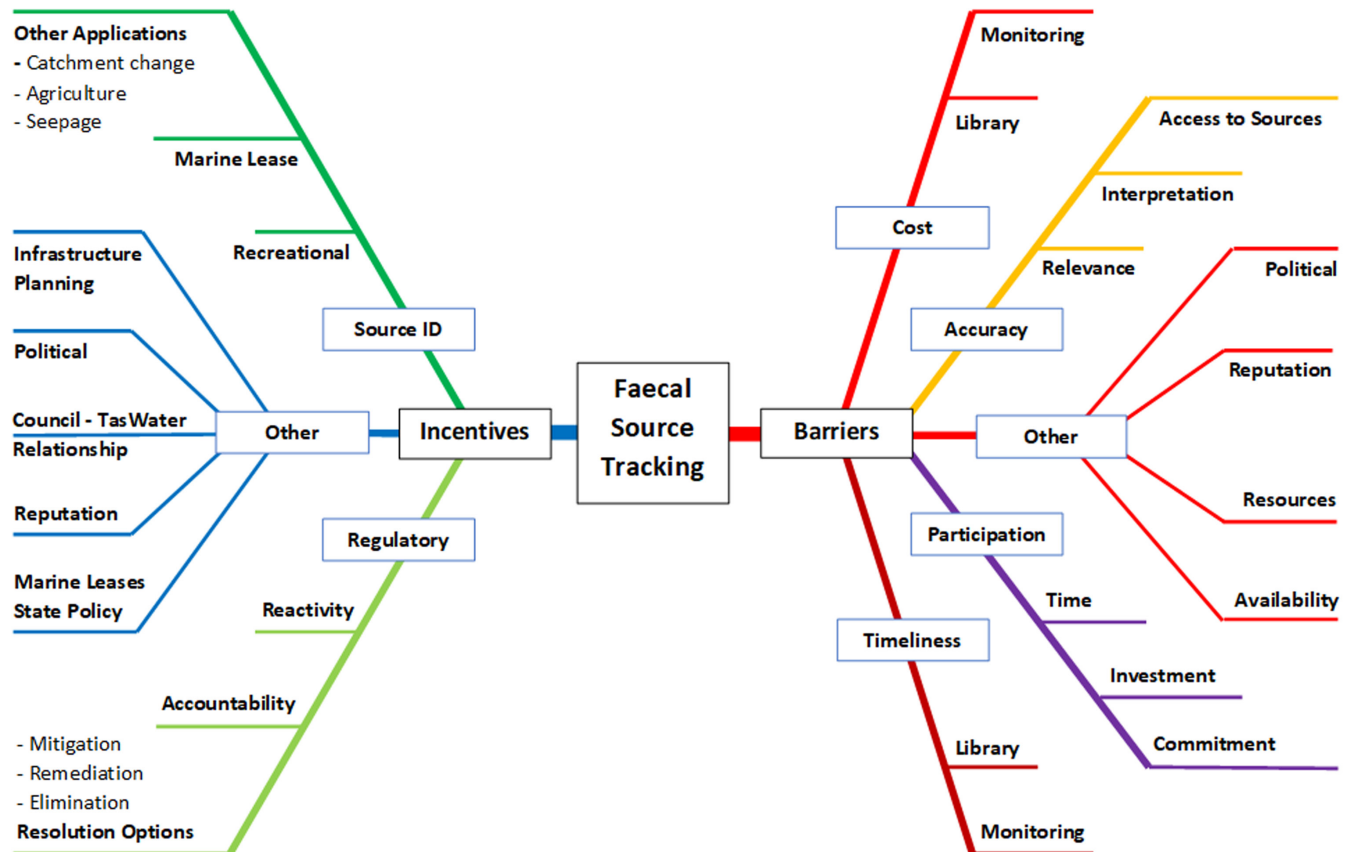 Faecal
Source
Tracking
Incentives
Source ID
Other Applications
- Catchment change
- Agriculture
- Seepage
Marine Lease
Recreational
Other
Infrastructure
Planning
Political
Council - TasWater
Relationship
Reputation
Marine Leases
State Policy
Regulatory
Reactivity
Accountability
- Mitigation
- Remediation
- Elimination
Resolution Options
Barriers
Cost
Monitoring
Library
Accuracy
Access to Sources
Interpretation
Relevance
Other
Political
Reputation
Resources
Availability
Participation
Time
Investment
Commitment
Timeliness
Library
Monitoring